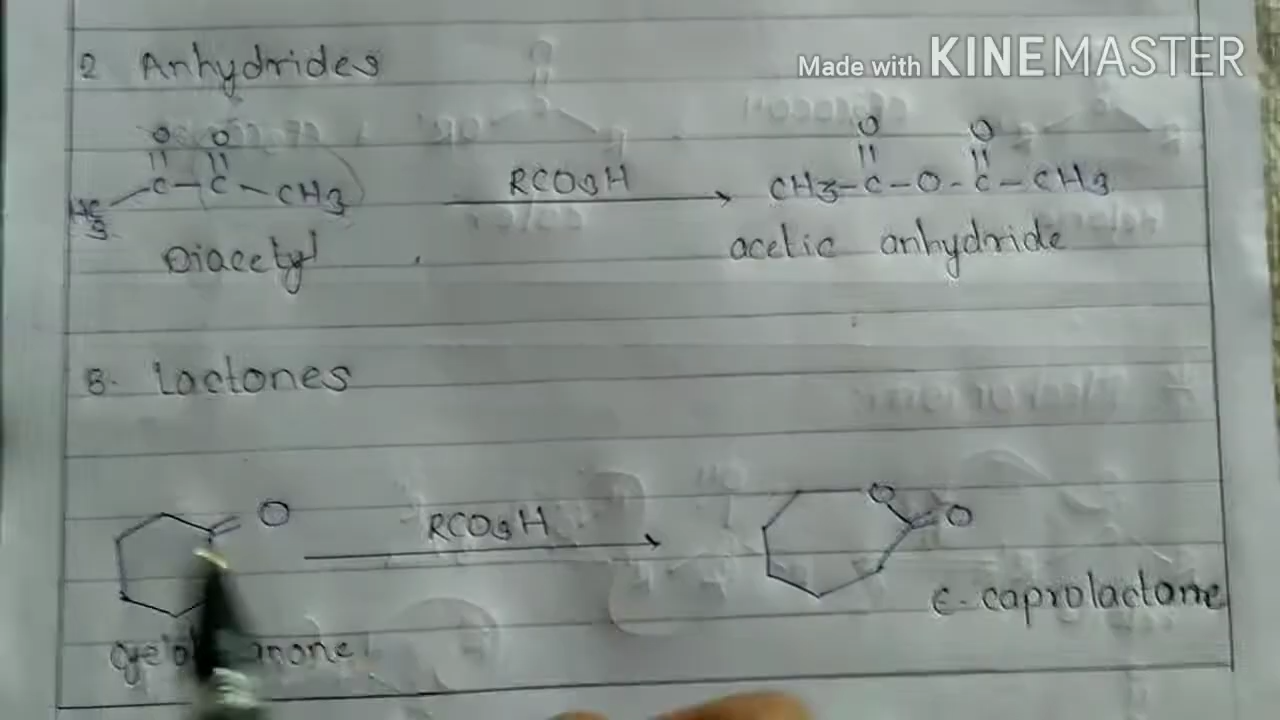 2 Anhydrides
Made with KINEMASTER
O O
H3C-C-C-CH3
RCO3H
O O
CH3-C-O-C-CH3
Diacetyl
acetic anhydride
3. Lactones
O
RCO3H
O
O
ε-caprolactone